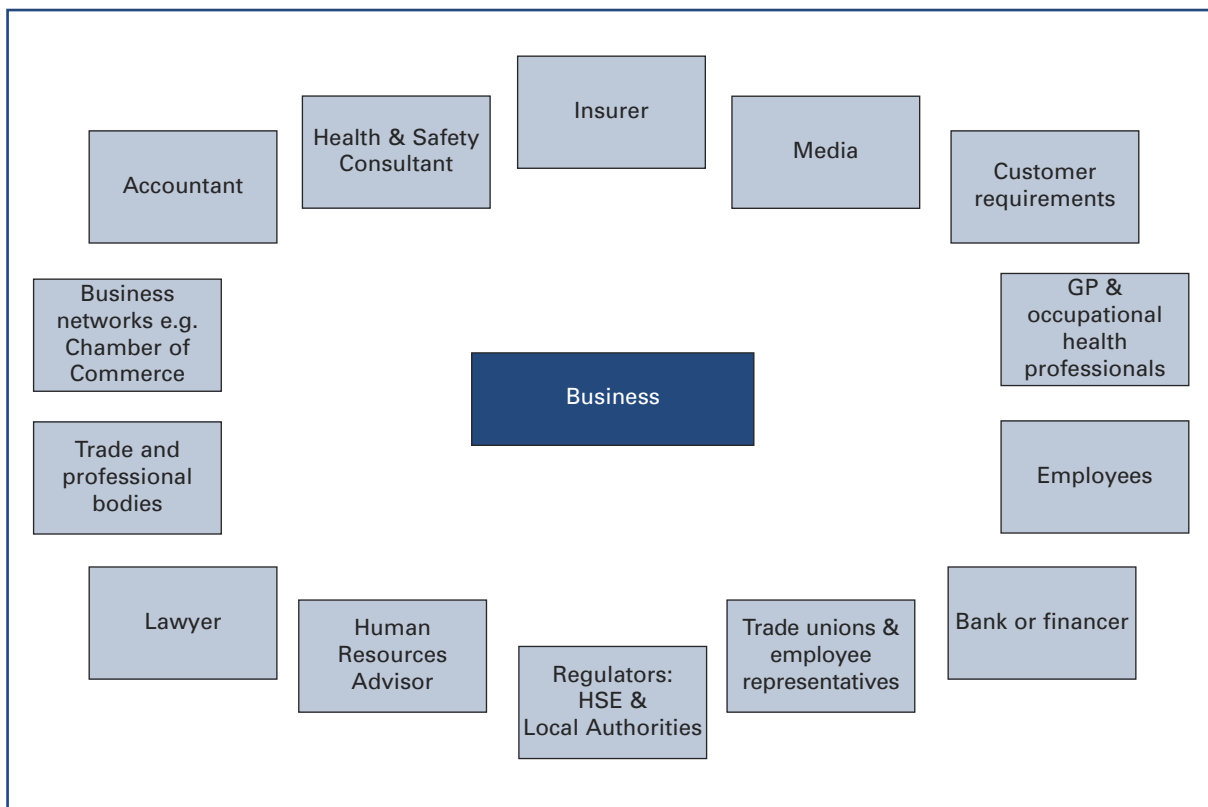 Insurer
Health & Safety
Consultant
Media
Accountant
Customer
requirements
Business
networks e.g.
Chamber of
Commerce
GP &
occupational
health
professionals
Business
Trade and
professional
bodies
Employees
Lawyer
Human
Resources
Advisor
Regulators:
HSE &
Local Authorities
Trade unions &
employee
representatives
Bank or financer